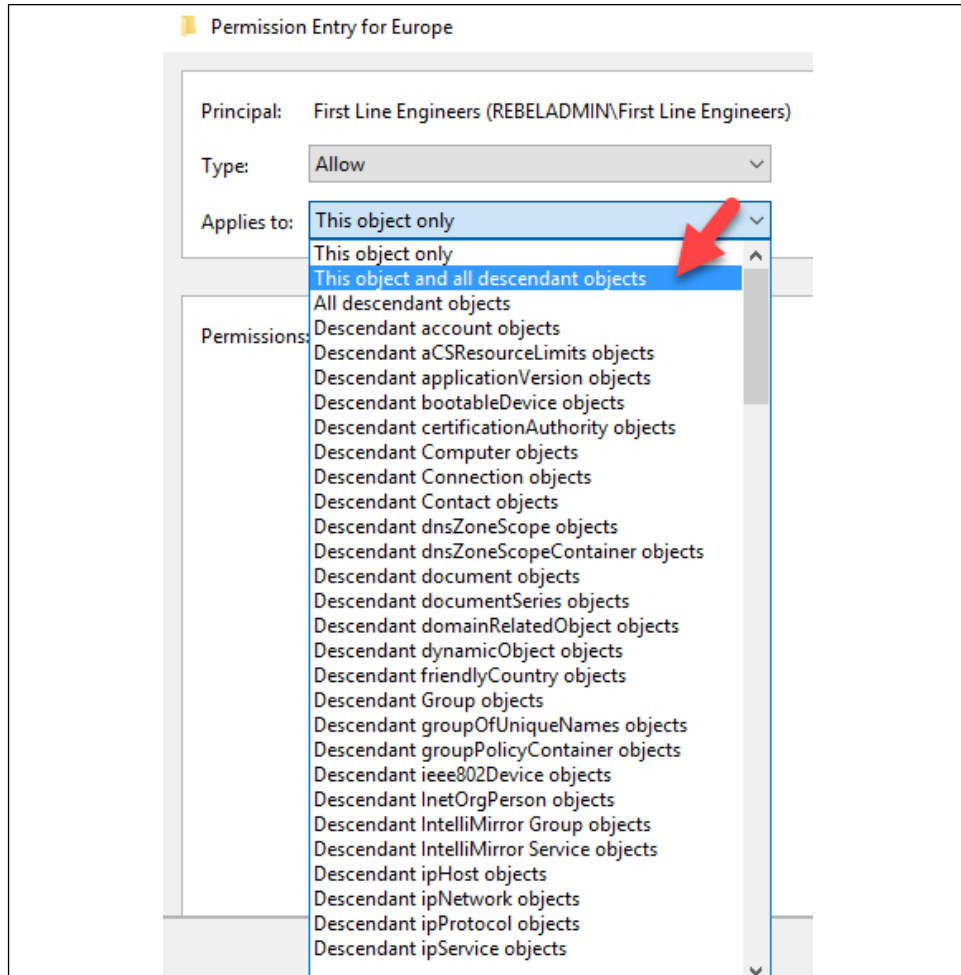 Permission Entry for Europe
Principal: First Line Engineers (REBELADMIN\First Line Engineers)
Type: Allow
Applies to: This object only
This object only
This object and all descendant objects
All descendant objects
Permissions: Descendant account objects
Descendant aCSResourceLimits objects
Descendant applicationVersion objects
Descendant bootableDevice objects
Descendant certificationAuthority objects
Descendant Computer objects
Descendant Connection objects
Descendant Contact objects
Descendant dnsZoneScope objects
Descendant dnsZoneScopeContainer objects
Descendant document objects
Descendant documentSeries objects
Descendant domainRelatedObject objects
Descendant dynamicObject objects
Descendant friendlyCountry objects
Descendant Group objects
Descendant groupOfUniqueNames objects
Descendant groupPolicyContainer objects
Descendant ieee802Device objects
Descendant InetOrgPerson objects
Descendant IntelliMirror Group objects
Descendant IntelliMirror Service objects
Descendant ipHost objects
Descendant ipNetwork objects
Descendant ipProtocol objects
Descendant ipService objects